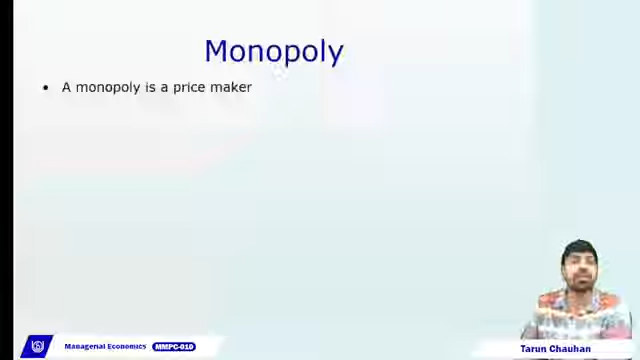 Monopoly
• A monopoly is a price maker
Managerial Economics MMPC-010
Tarun Chauhan